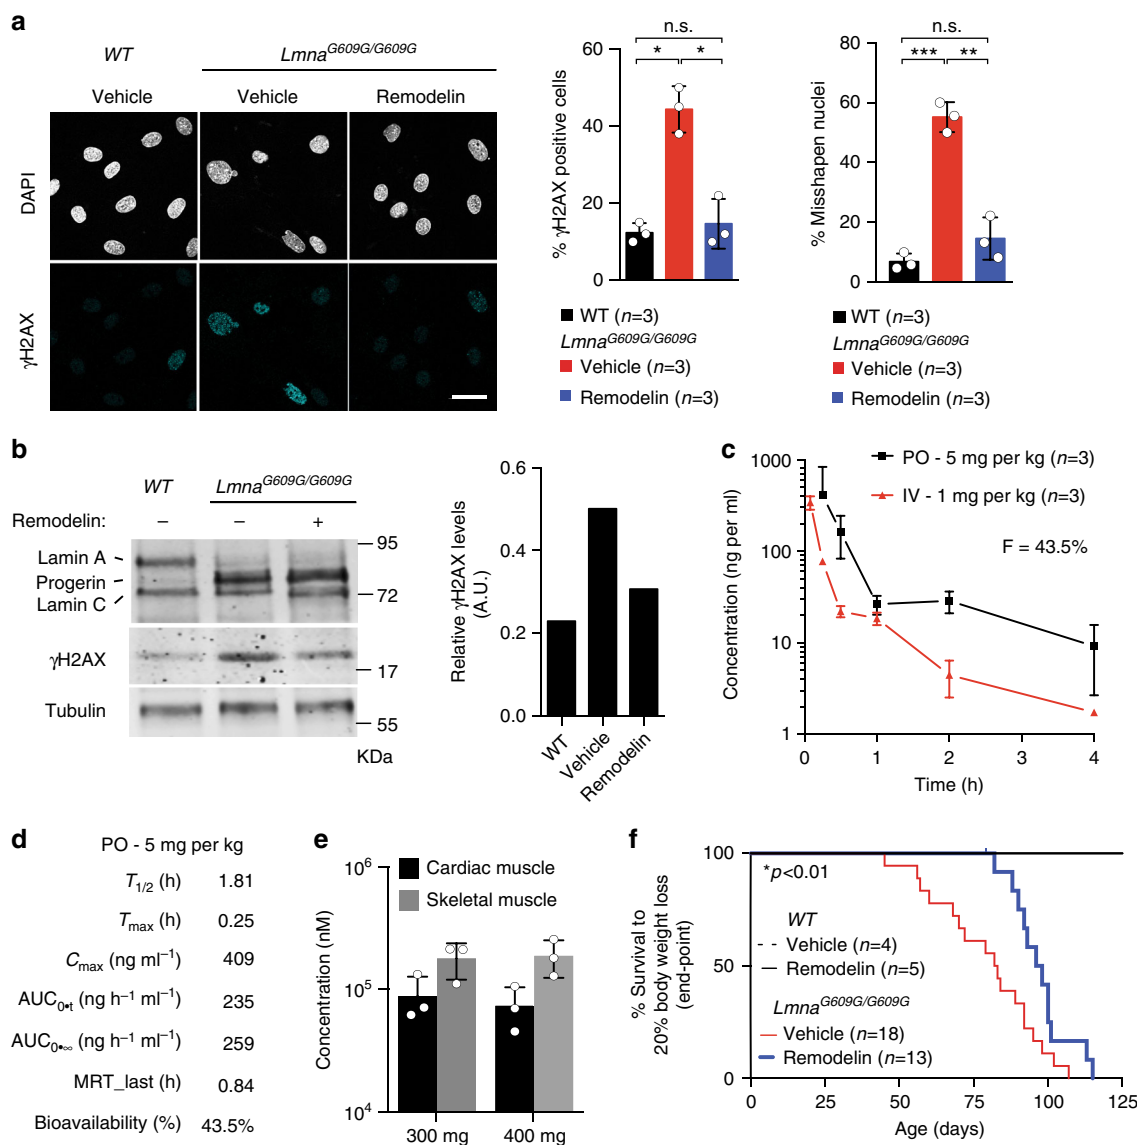 a
WT
Lmna^G609G/G609G
Vehicle
Vehicle
Remodelin
DAPI
γH2AX
% γH2AX positive cells
60
40
20
0
n.s.
*
*
WT (n=3)
Lmna^G609G/G609G
Vehicle (n=3)
Remodelin (n=3)
% Misshapen nuclei
80
60
40
20
0
n.s.
***
**
WT (n=3)
Lmna^G609G/G609G
Vehicle (n=3)
Remodelin (n=3)
b
WT
Lmna^G609G/G609G
Remodelin:
–
–
+
Lamin A
Progerin
Lamin C
95
72
γH2AX
17
Tubulin
55
KDa
Relative γH2AX levels
(A.U.)
0.6
0.4
0.2
0.0
WT
Vehicle
Remodelin
c
PO - 5 mg per kg (n=3)
IV - 1 mg per kg (n=3)
F = 43.5%
Concentration (ng per ml)
1000
100
10
1
0
1
2
3
4
Time (h)
d
PO - 5 mg per kg
T1/2 (h) 1.81
Tmax (h) 0.25
Cmax (ng ml⁻¹) 409
AUC0•t (ng h⁻¹ ml⁻¹) 235
AUC0•∞ (ng h⁻¹ ml⁻¹) 259
MRT_last (h) 0.84
Bioavailability (%) 43.5%
e
Cardiac muscle
Skeletal muscle
Concentration (nM)
10⁶
10⁵
10⁴
300 mg
400 mg
f
% Survival to
20% body weight loss
(end-point)
100
50
0
*p<0.01
WT
Vehicle (n=4)
Remodelin (n=5)
Lmna^G609G/G609G
Vehicle (n=18)
Remodelin (n=13)
0
25
50
75
100
125
Age (days)